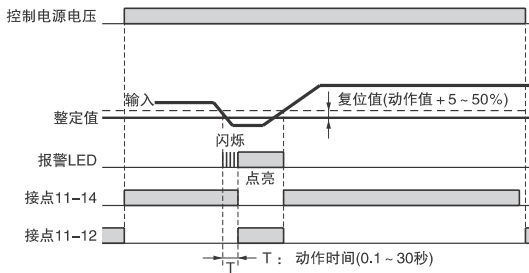 控制电源电压
输入
复位值(动作值+5~50%)
整定值
闪烁
报警LED
点亮
接点11-14
接点11-12
T
T： 动作时间(0.1~30秒)